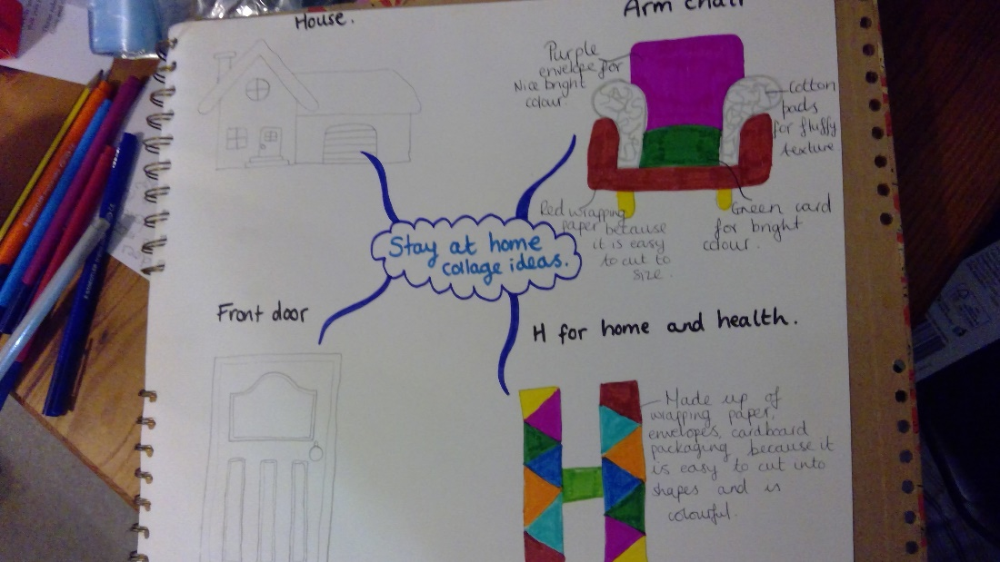 House.
Arm chair
Purple
envelope for
Nice bright
colour.
Cotton
pads
for fluffy
texture
Red wrapping
paper because
it is easy
to cut to
size.
Green card
for bright
colour.
Stay at home
collage ideas.
Front door
H for home and health.
Made up of
wrapping paper,
envelopes, cardboard
packaging because it
is easy to cut into
shapes and is
colourful.